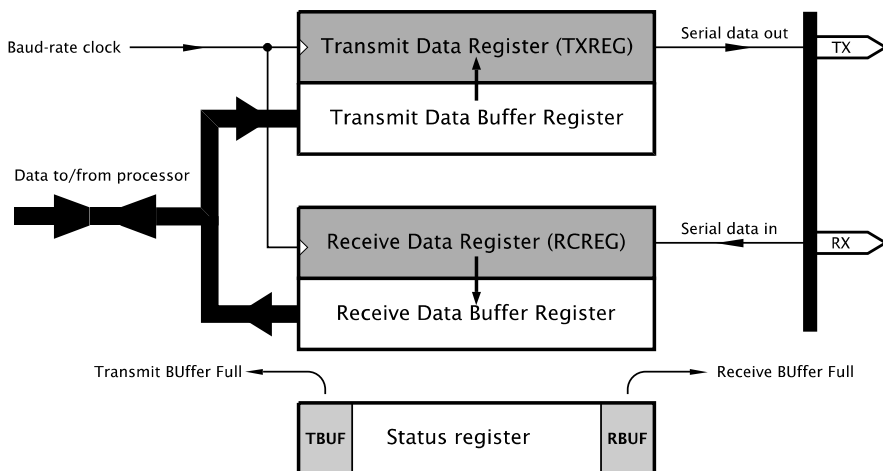 Baud-rate clock
Transmit Data Register (TXREG)
Serial data out
TX
Transmit Data Buffer Register
Data to/from processor
Receive Data Register (RCREG)
Serial data in
RX
Receive Data Buffer Register
Transmit BUffer Full
Receive BUffer Full
TBUF
Status register
RBUF